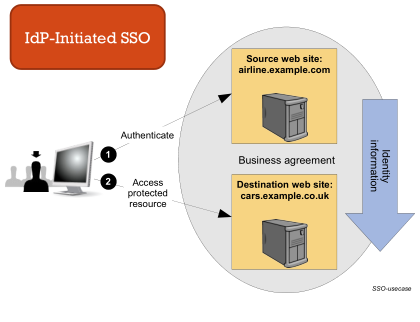 IdP-Initiated SSO
Source web site:
airline.example.com
1
Authenticate
Business agreement
2
Access
protected
resource
Destination web site:
cars.example.co.uk
Identity
information
SSO-usecase